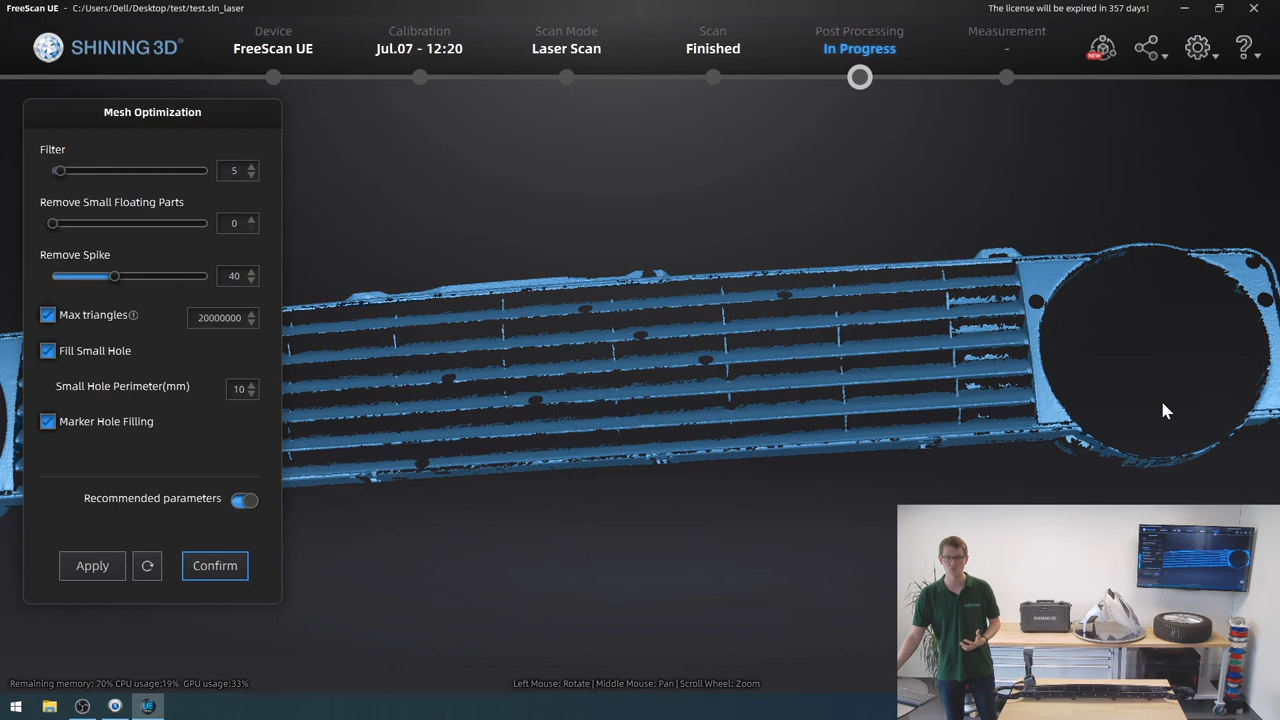 FreeScan UE - C:/Users/Dell/Desktop/test/test.sln_laser
The license will be expired in 357 days!
SHINING 3D®
Device
FreeScan UE
Calibration
Jul.07 - 12:20
Scan Mode
Laser Scan
Scan
Finished
Post Processing
In Progress
Measurement
-
NEW
Mesh Optimization
Filter
5
Remove Small Floating Parts
0
Remove Spike
40
Max triangles
20000000
Fill Small Hole
Small Hole Perimeter(mm)
10
Marker Hole Filling
Recommended parameters
Apply
Confirm
SHINING 3D
Remaining memory: 70% CPU usage:19% GPU usage:33%
Left Mouse: Rotate | Middle Mouse: Pan | Scroll Wheel: Zoom
UE